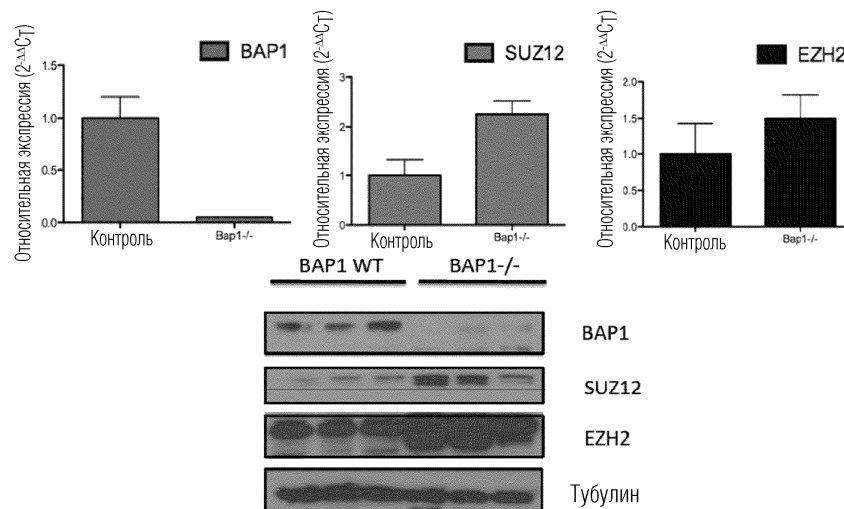 Относительная экспрессия (2-ΔΔCT)
BAP1
1.5
1.0
0.5
0.0
Контроль
Bap1-/-
Относительная экспрессия (2-ΔΔCT)
SUZ12
3
2
1
0
Контроль
Bap1-/-
Относительная экспрессия (2-ΔΔCT)
EZH2
2.0
1.5
1.0
0.5
0.0
Контроль
Bap1-/-
BAP1 WT
BAP1-/-
BAP1
SUZ12
EZH2
Тубулин